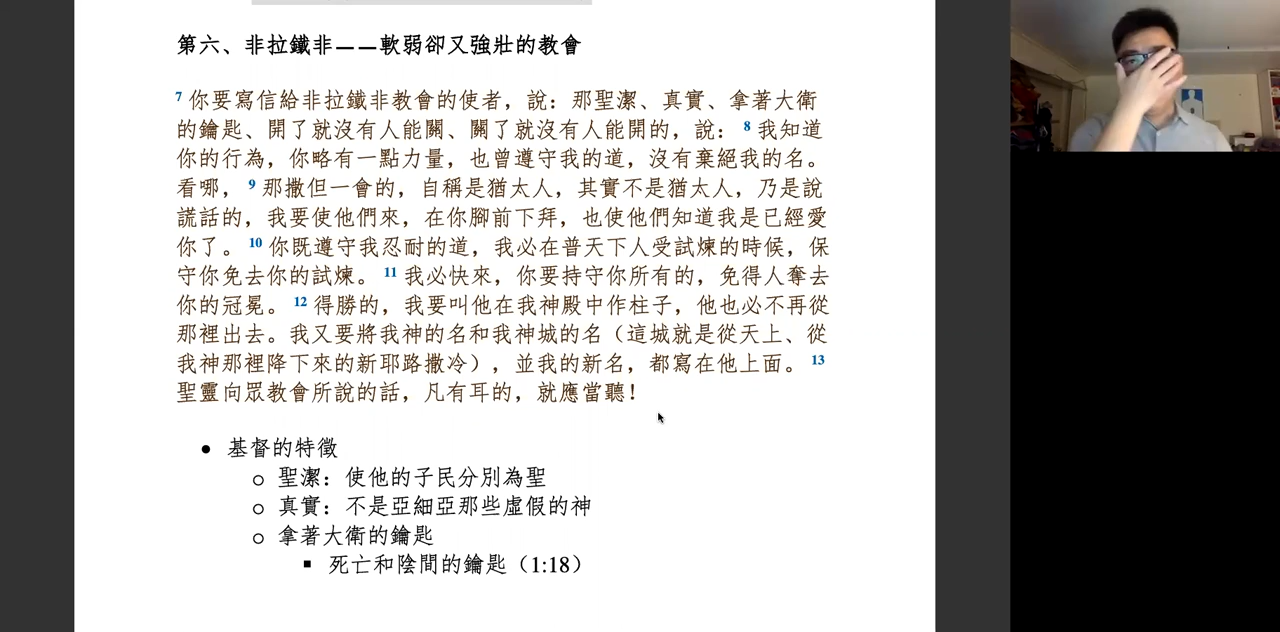 第六、非拉鐵非——軟弱卻又強壯的教會
7 你要寫信給非拉鐵非教會的使者，說：那聖潔、真實、拿著大衛
的鑰匙、開了就沒有人能關、關了就沒有人能開的，說：8 我知道
你的行為，你略有一點力量，也曾遵守我的道，沒有棄絕我的名。
看哪，9 那撒但一會的，自稱是猶太人，其實不是猶太人，乃是說
謊話的，我要使他們來，在你腳前下拜，也使他們知道我是已經愛
你了。10 你既遵守我忍耐的道，我必在普天下人受試煉的時候，保
守你免去你的試煉。11 我必快來，你要持守你所有的，免得人奪去
你的冠冕。12 得勝的，我要叫他在我神殿中作柱子，他也必不再從
那裡出去。我又要將我神的名和我神城的名（這城就是從天上、從
我神那裡降下來的新耶路撒冷），並我的新名，都寫在他上面。13
聖靈向眾教會所說的話，凡有耳的，就應當聽！
● 基督的特徵
○ 聖潔：使他的子民分別為聖
○ 真實：不是亞細亞那些虛假的神
○ 拿著大衛的鑰匙
▪ 死亡和陰間的鑰匙（1:18）